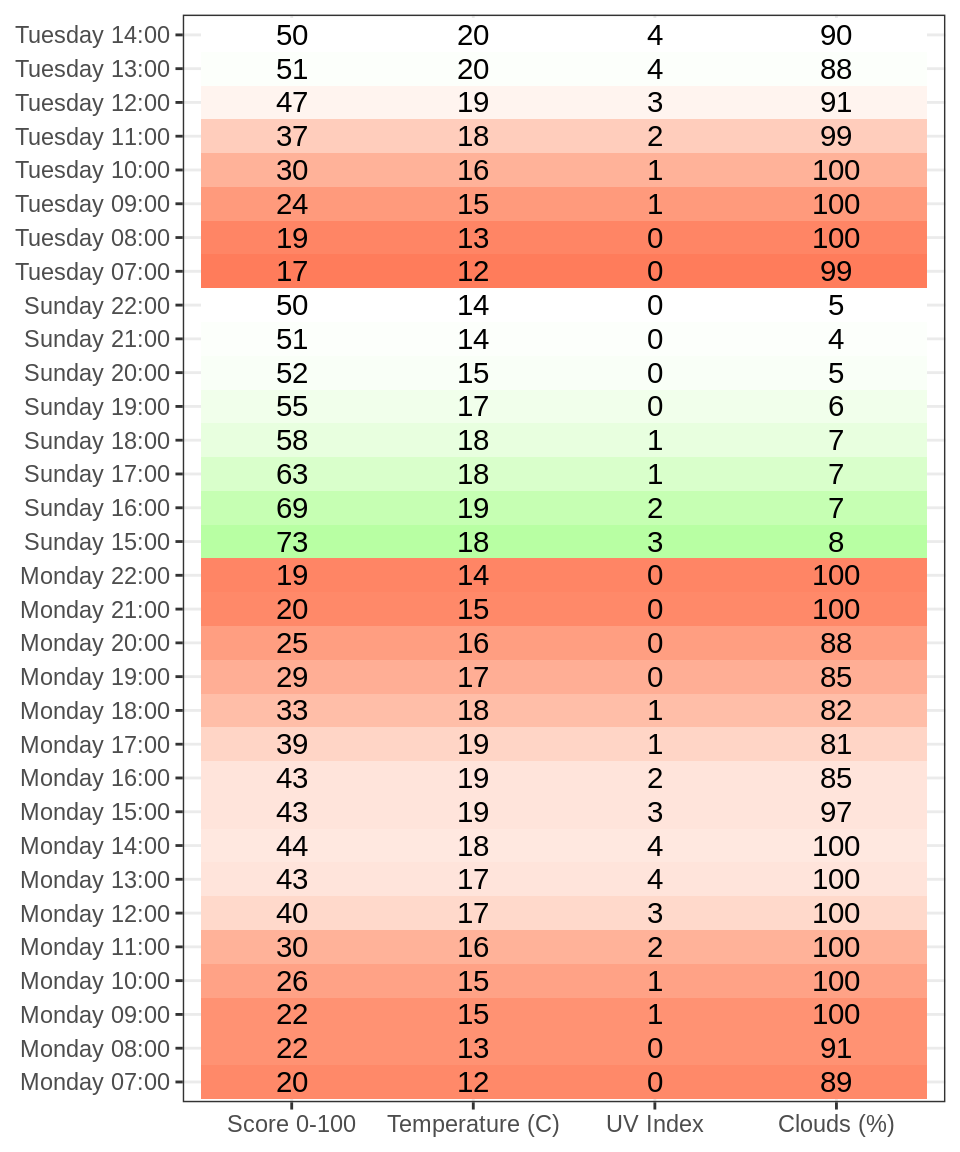 Tuesday 14:00 50 20 4 90
Tuesday 13:00 51 20 4 88
Tuesday 12:00 47 19 3 91
Tuesday 11:00 37 18 2 99
Tuesday 10:00 30 16 1 100
Tuesday 09:00 24 15 1 100
Tuesday 08:00 19 13 0 100
Tuesday 07:00 17 12 0 99
Sunday 22:00 50 14 0 5
Sunday 21:00 51 14 0 4
Sunday 20:00 52 15 0 5
Sunday 19:00 55 17 0 6
Sunday 18:00 58 18 1 7
Sunday 17:00 63 18 1 7
Sunday 16:00 69 19 2 7
Sunday 15:00 73 18 3 8
Monday 22:00 19 14 0 100
Monday 21:00 20 15 0 100
Monday 20:00 25 16 0 88
Monday 19:00 29 17 0 85
Monday 18:00 33 18 1 82
Monday 17:00 39 19 1 81
Monday 16:00 43 19 2 85
Monday 15:00 43 19 3 97
Monday 14:00 44 18 4 100
Monday 13:00 43 17 4 100
Monday 12:00 40 17 3 100
Monday 11:00 30 16 2 100
Monday 10:00 26 15 1 100
Monday 09:00 22 15 1 100
Monday 08:00 22 13 0 91
Monday 07:00 20 12 0 89
Score 0-100 Temperature (C) UV Index Clouds (%)